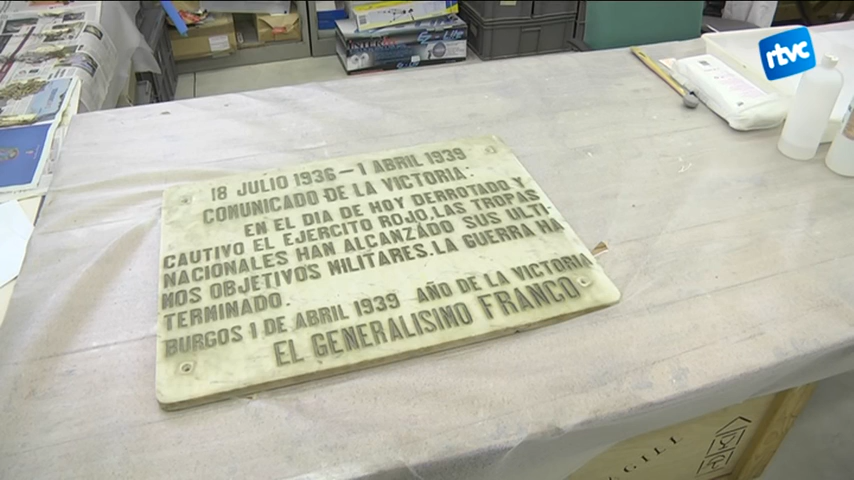 rtvc
18 JULIO 1936 - 1 ABRIL 1939
COMUNICADO DE LA VICTORIA:
EN EL DIA DE HOY DERROTADO Y
CAUTIVO EL EJERCITO ROJO, LAS TROPAS
NACIONALES HAN ALCANZADO SUS ULTI-
MOS OBJETIVOS MILITARES. LA GUERRA HA
TERMINADO.
BURGOS 1 DE ABRIL 1939 AÑO DE LA VICTORIA
EL GENERALISINO FRANCO